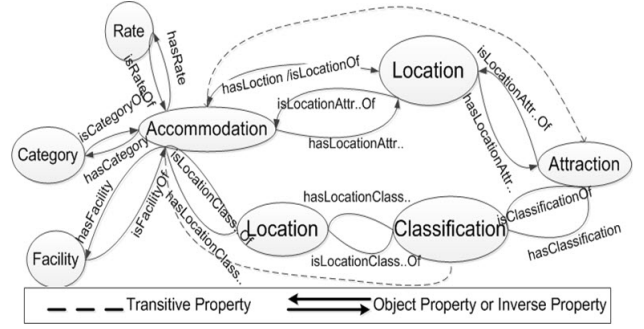 Rate
hasRate
isRateOf
Location
hasLoction /isLocationOf
isLocationAttr..Of
isCategoryOf
Accommodation
isLocationAttr..Of
hasLocationAttr..
hasLocationAttr..
Category
hasCategory
Attraction
isLocationClass..Of
hasLocationClass..
isClassificationOf
hasFacility
isFacilityOf
hasLocationClass..
Location
Classification
hasClassification
Facility
isLocationClass..Of
Transitive Property
Object Property or Inverse Property